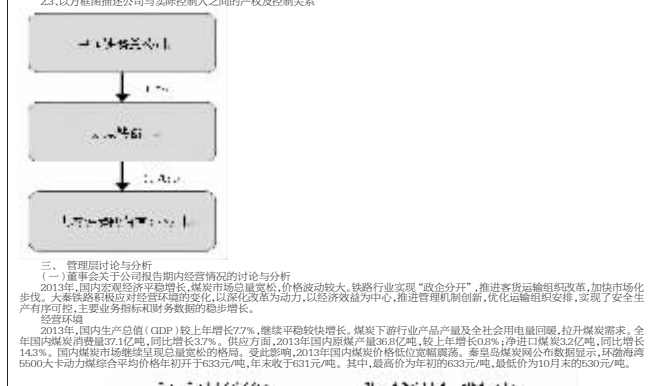 2.3、以方框图描述公司与实际控制人之间的产权及控制关系
三、 管理层讨论与分析
(一)董事会关于公司报告期内经营情况的讨论与分析
2013年,国内宏观经济平稳增长,煤炭市场总量宽松,价格波动较大。铁路行业实现“政企分开”,推进客货运输组织改革,加快市场化
步伐。大秦铁路积极应对经营环境的变化,以深化改革为动力,以经济效益为中心,推进管理机制创新,优化运输组织安排,实现了安全生
产有序可控,主要业务指标和财务数据的稳步增长。
经营环境
2013年,国内生产总值(GDP)较上年增长7.7%,继续平稳较快增长。煤炭下游行业产品产量及全社会用电量回暖,拉升煤炭需求。全
年国内煤炭消费量37.1亿吨,同比增长3.7%。供应方面,2013年国内原煤产量36.8亿吨,较上年增长0.8%;净进口煤炭3.2亿吨,同比增长
14.3%。国内煤炭市场继续呈现总量宽松的格局。受此影响,2013年国内煤炭价格低位宽幅震荡。秦皇岛煤炭网公布数据显示,环渤海湾
5500大卡动力煤综合平均价格年初开于633元/吨,年末收于631元/吨。其中,最高价为年初的633元/吨,最低价为10月末的530元/吨。